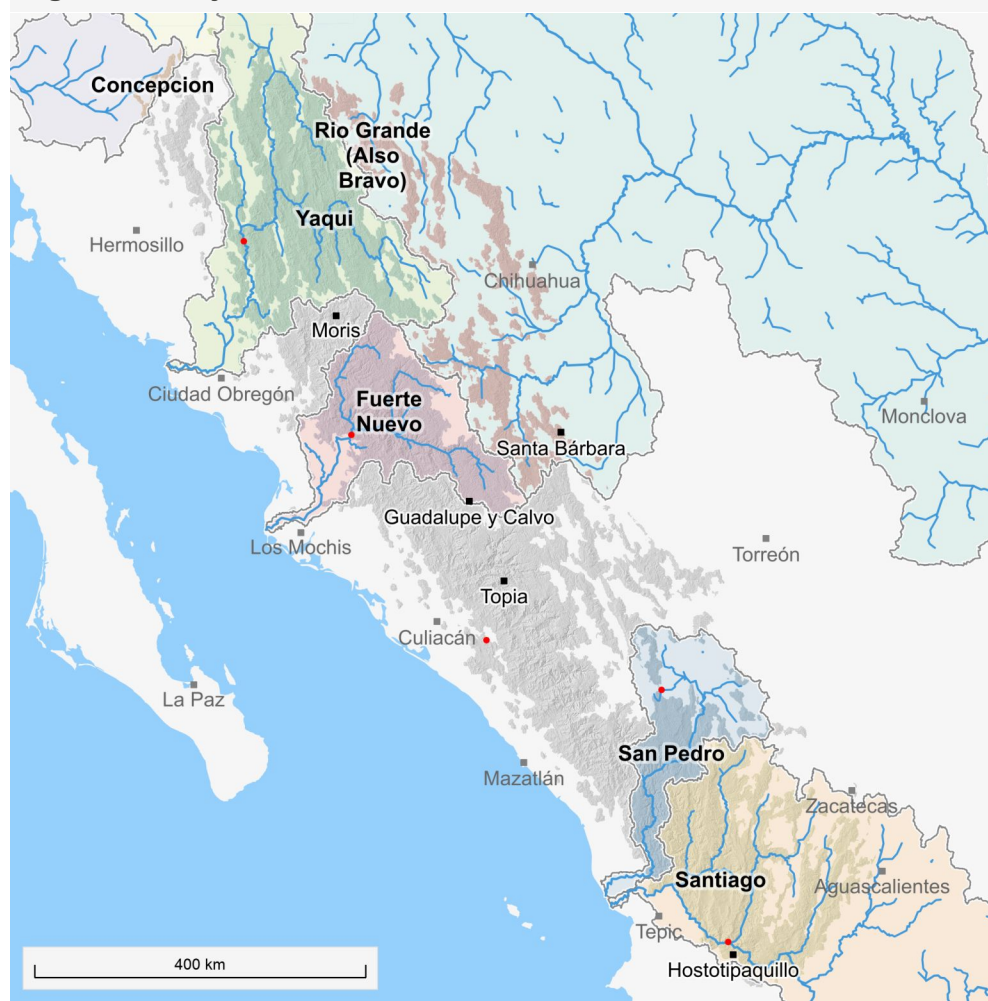 Concepcion
Rio Grande
(Also
Bravo)
Yaqui
Hermosillo
Chihuahua
Moris
Ciudad Obregón
Fuerte
Nuevo
Monclova
Santa Bárbara
Guadalupe y Calvo
Los Mochis
Torreón
Topia
Culiacán
La Paz
San Pedro
Mazatlán
Zacatecas
Santiago
Aguascalientes
Tepic
Hostotipaquillo
400 km